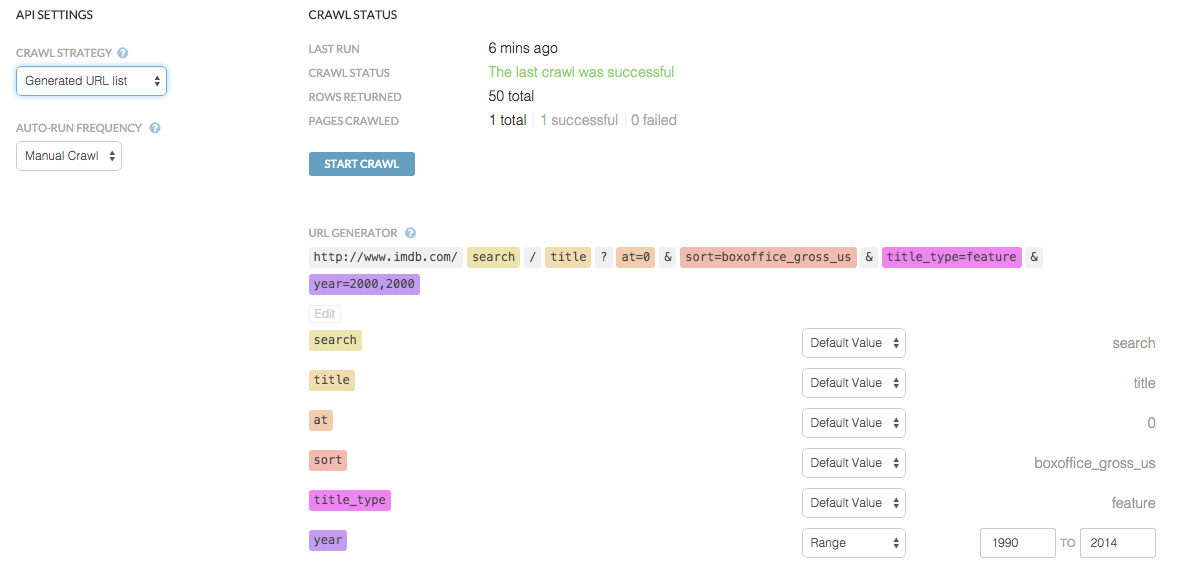 API SETTINGS
CRAWL STRATEGY ?
Generated URL list
AUTO-RUN FREQUENCY ?
Manual Crawl
CRAWL STATUS
LAST RUN 6 mins ago
CRAWL STATUS The last crawl was successful
ROWS RETURNED 50 total
PAGES CRAWLED 1 total 1 successful 0 failed
START CRAWL
URL GENERATOR ?
http://www.imdb.com/ search / title ? at=0 & sort=boxoffice_gross_us & title_type=feature &
year=2000,2000
Edit
search Default Value search
title Default Value title
at Default Value 0
sort Default Value boxoffice_gross_us
title_type Default Value feature
year Range 1990 TO 2014